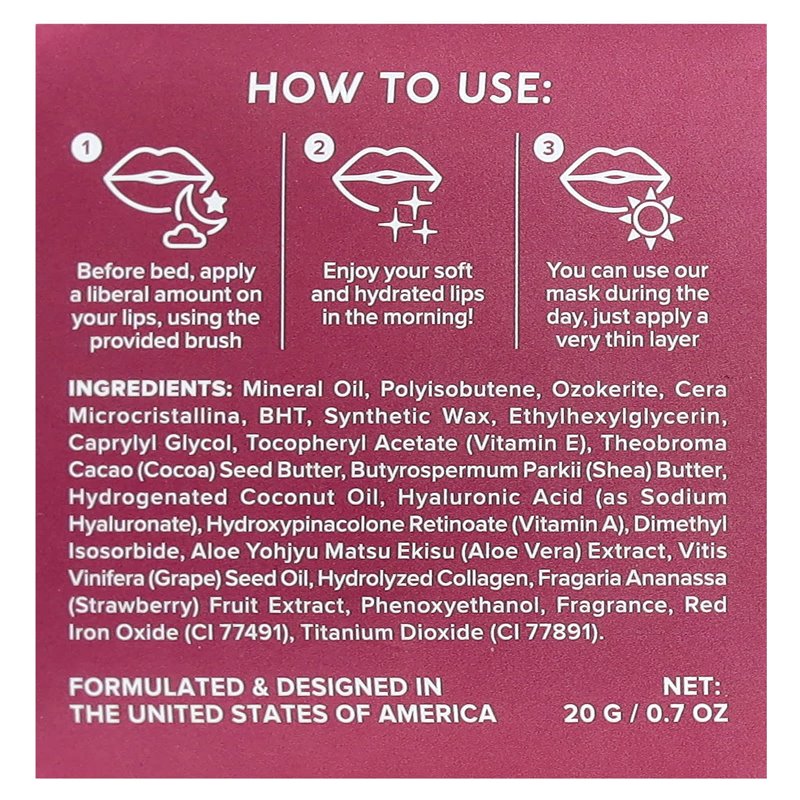 HOW TO USE:
1
Before bed, apply
a liberal amount on
your lips, using the
provided brush
2
Enjoy your soft
and hydrated lips
in the morning!
3
You can use our
mask during the
day, just apply a
very thin layer
INGREDIENTS: Mineral Oil, Polyisobutene, Ozokerite, Cera
Microcristallina, BHT, Synthetic Wax, Ethylhexylglycerin,
Caprylyl Glycol, Tocopheryl Acetate (Vitamin E), Theobroma
Cacao (Cocoa) Seed Butter, Butyrospermum Parkii (Shea) Butter,
Hydrogenated Coconut Oil, Hyaluronic Acid (as Sodium
Hyaluronate), Hydroxypinacolone Retinoate (Vitamin A), Dimethyl
Isosorbide, Aloe Yohjyu Matsu Ekisu (Aloe Vera) Extract, Vitis
Vinifera (Grape) Seed Oil, Hydrolyzed Collagen, Fragaria Ananassa
(Strawberry) Fruit Extract, Phenoxyethanol, Fragrance, Red
Iron Oxide (CI 77491), Titanium Dioxide (CI 77891).
FORMULATED & DESIGNED IN
THE UNITED STATES OF AMERICA
NET:
20 G / 0.7 OZ